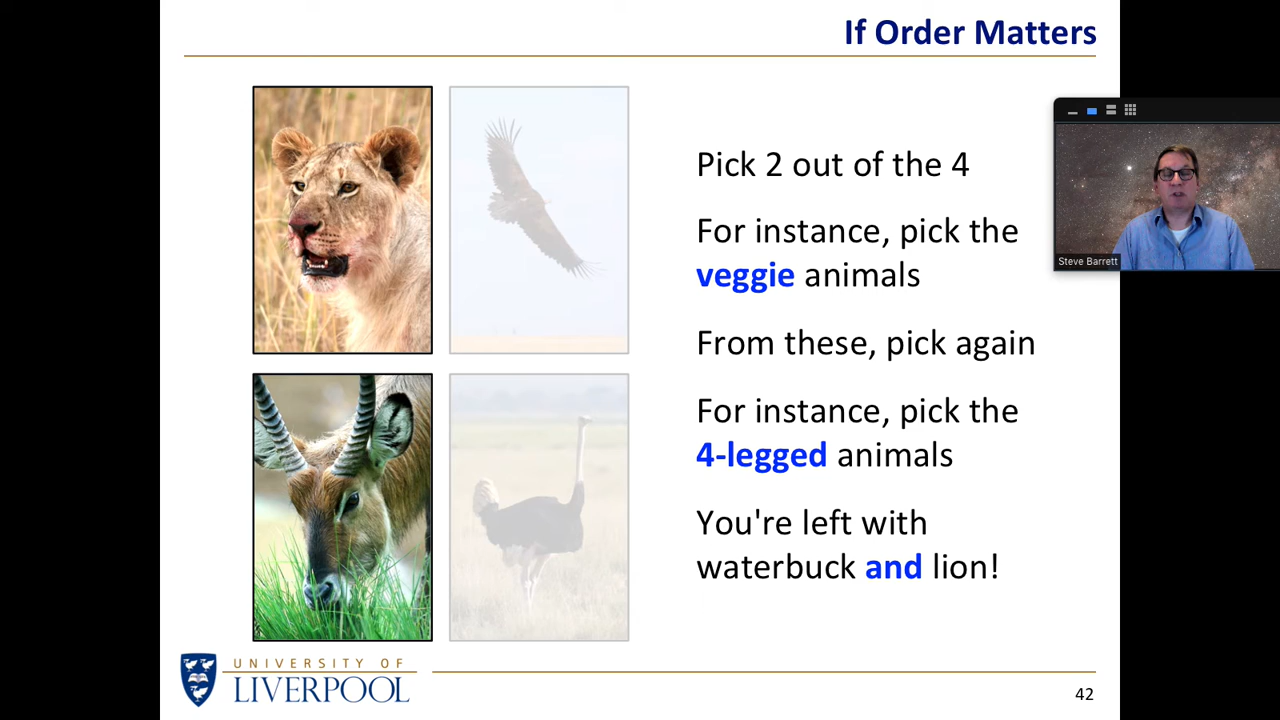 If Order Matters
Pick 2 out of the 4
For instance, pick the
veggie animals
From these, pick again
For instance, pick the
4-legged animals
You're left with
waterbuck and lion!
Steve Barrett
UNIVERSITY OF
LIVERPOOL
42